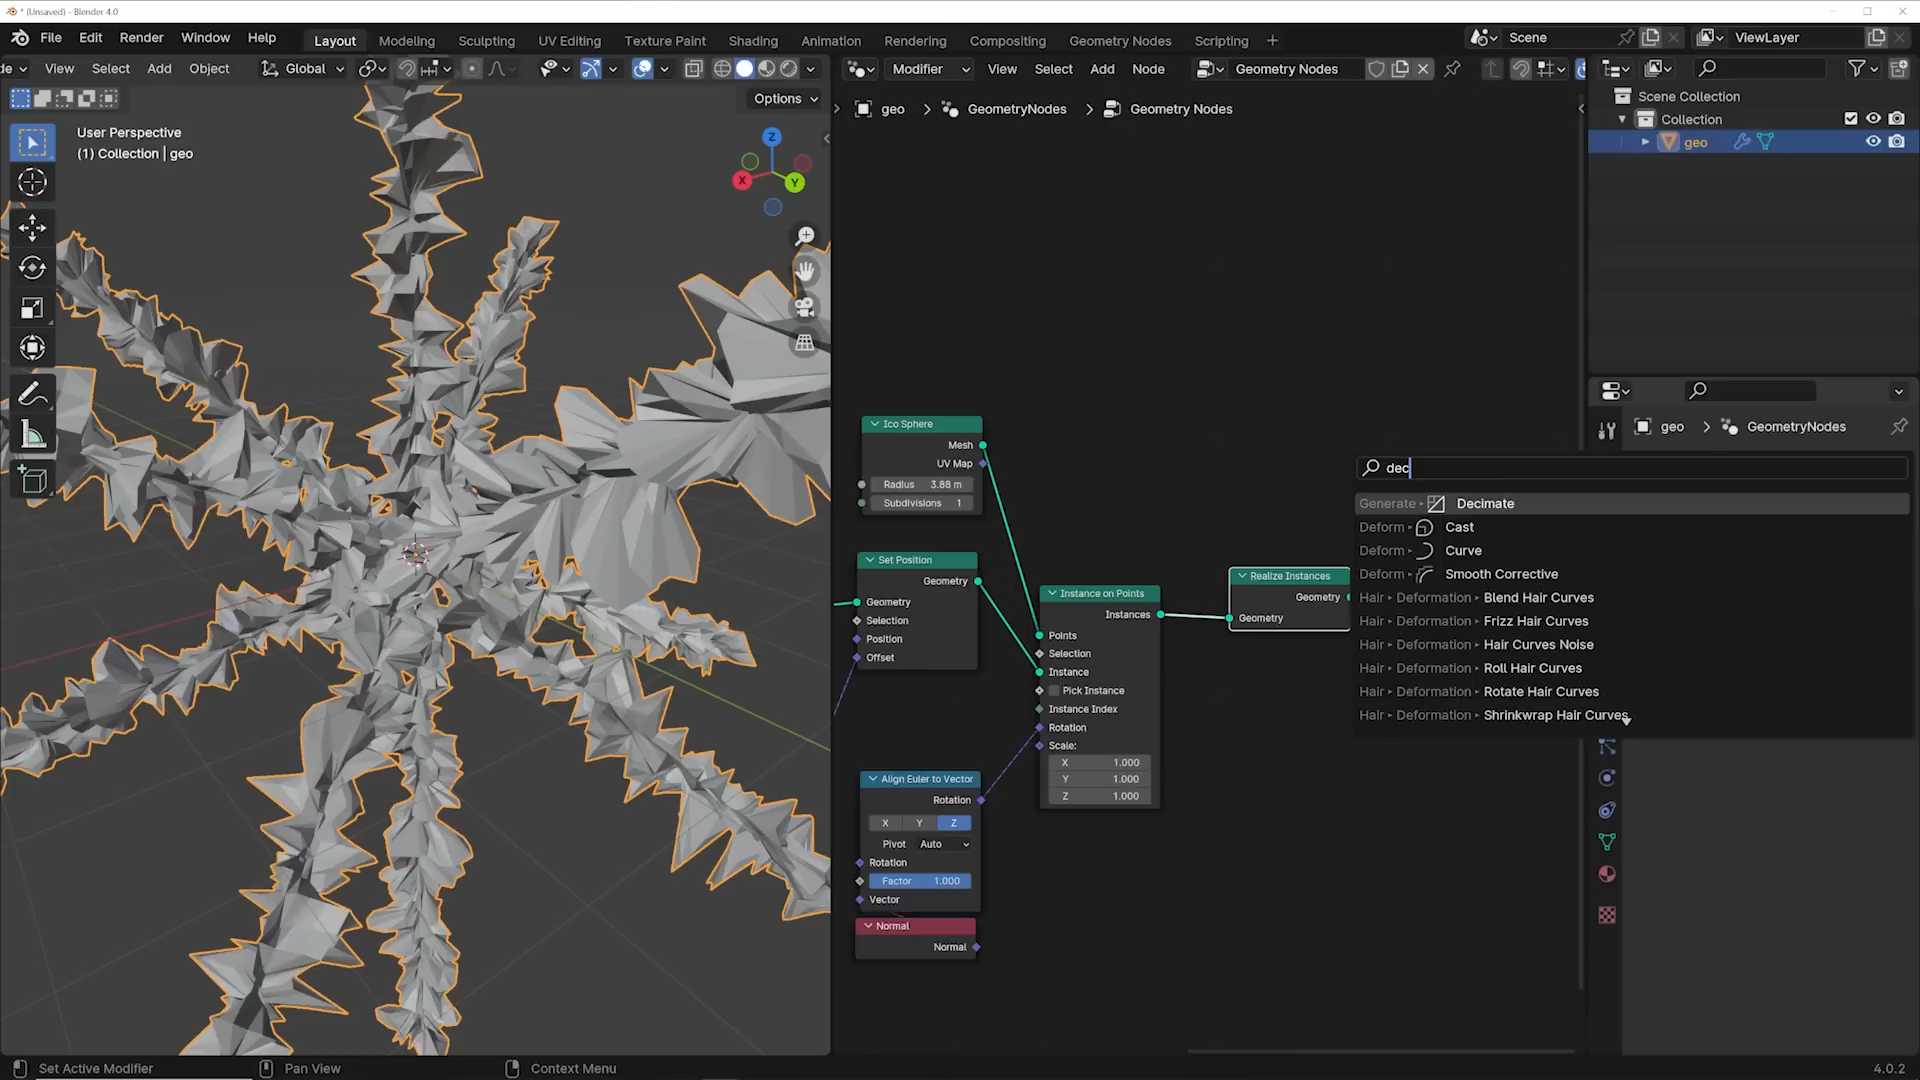 * (Unsaved) - Blender 4.0
File Edit Render Window Help
Layout Modeling Sculpting UV Editing Texture Paint Shading Animation Rendering Compositing Geometry Nodes Scripting +
Scene
ViewLayer
de View Select Add Object
Global
Modifier View Select Add Node
Geometry Nodes
Options
geo > GeometryNodes > Geometry Nodes
Scene Collection
Collection
geo
User Perspective
(1) Collection | geo
Z
X
Y
Ico Sphere
Mesh
UV Map
Radius 3.88 m
Subdivisions 1
Set Position
Geometry
Geometry
Selection
Position
Offset
Align Euler to Vector
Rotation
X Y Z
Pivot Auto
Rotation
Factor 1.000
Vector
Normal
Normal
Instance on Points
Instances
Points
Selection
Instance
Pick Instance
Instance Index
Rotation
Scale:
X 1.000
Y 1.000
Z 1.000
Realize Instances
Geometry
Geometry
geo > GeometryNodes
dec
Generate ▸ Decimate
Deform ▸ Cast
Deform ▸ Curve
Deform ▸ Smooth Corrective
Hair ▸ Deformation ▸ Blend Hair Curves
Hair ▸ Deformation ▸ Frizz Hair Curves
Hair ▸ Deformation ▸ Hair Curves Noise
Hair ▸ Deformation ▸ Roll Hair Curves
Hair ▸ Deformation ▸ Rotate Hair Curves
Hair ▸ Deformation ▸ Shrinkwrap Hair Curves
Set Active Modifier
Pan View
Context Menu
4.0.2